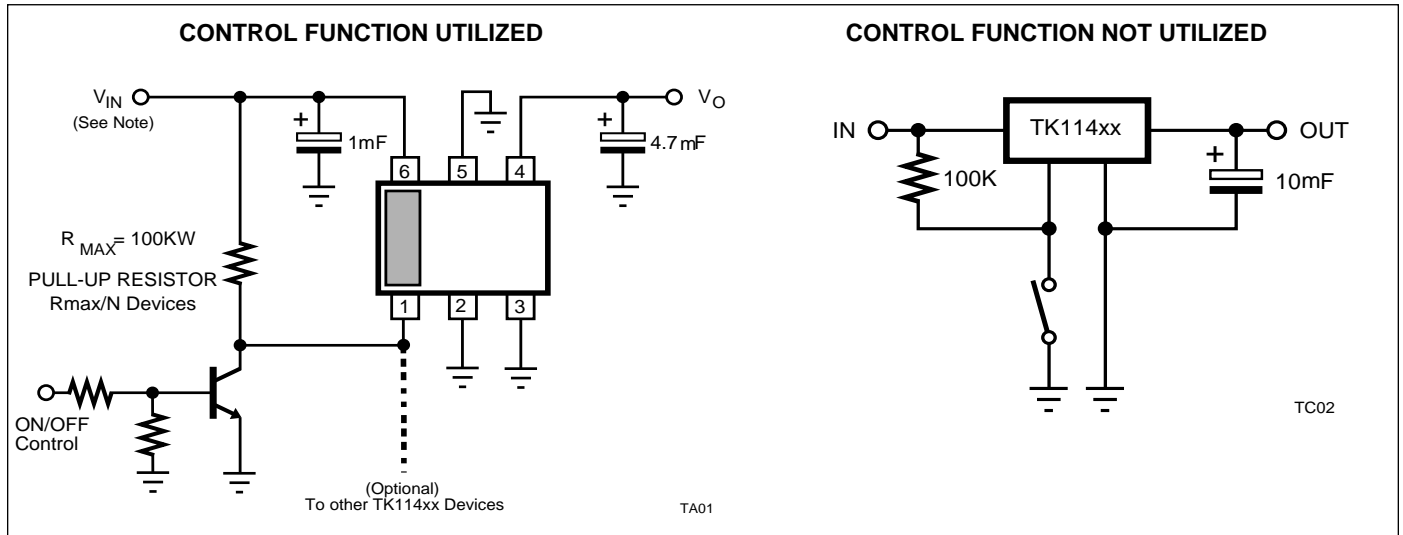 CONTROL FUNCTION UTILIZED
VIN
(See Note)
+
1mF
+
4.7mF
VO
6
5
4
RMAX= 100KW
PULL-UP RESISTOR
Rmax/N Devices
1
2
3
ON/OFF
Control
(Optional)
To other TK114xx Devices
TA01
CONTROL FUNCTION NOT UTILIZED
IN
TK114xx
OUT
100K
+
10mF
TC02